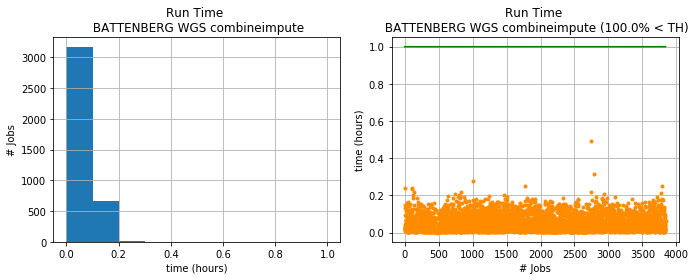 Run Time
BATTENBERG WGS combineimpute
# Jobs
3000
2500
2000
1500
1000
500
0
0.0 0.2 0.4 0.6 0.8 1.0
time (hours)
Run Time
BATTENBERG WGS combineimpute (100.0% < TH)
time (hours)
1.0
0.8
0.6
0.4
0.2
0.0
0 500 1000 1500 2000 2500 3000 3500 4000
# Jobs